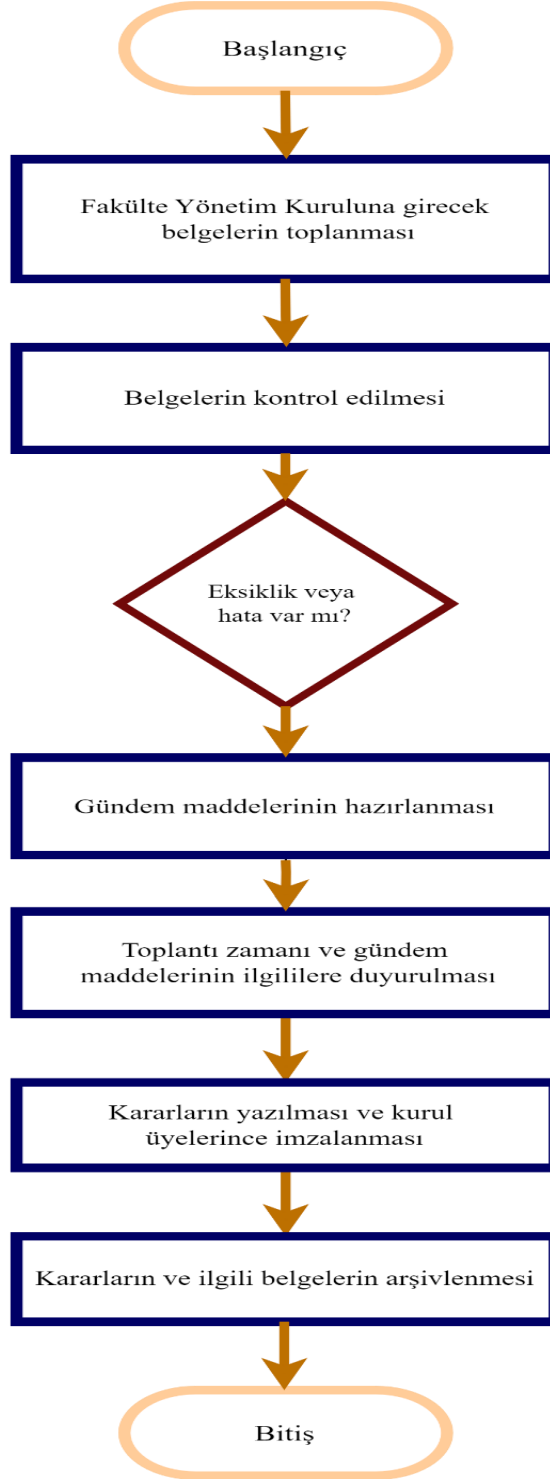 Başlangıç
Fakülte Yönetim Kuruluna girecek
belgelerin toplanması
Belgelerin kontrol edilmesi
Eksiklik veya
hata var mı?
Gündem maddelerinin hazırlanması
Toplantı zamanı ve gündem
maddelerinin ilgililere duyurulması
Kararların yazılması ve kurul
üyelerince imzalanması
Kararların ve ilgili belgelerin arşivlenmesi
Bitiş